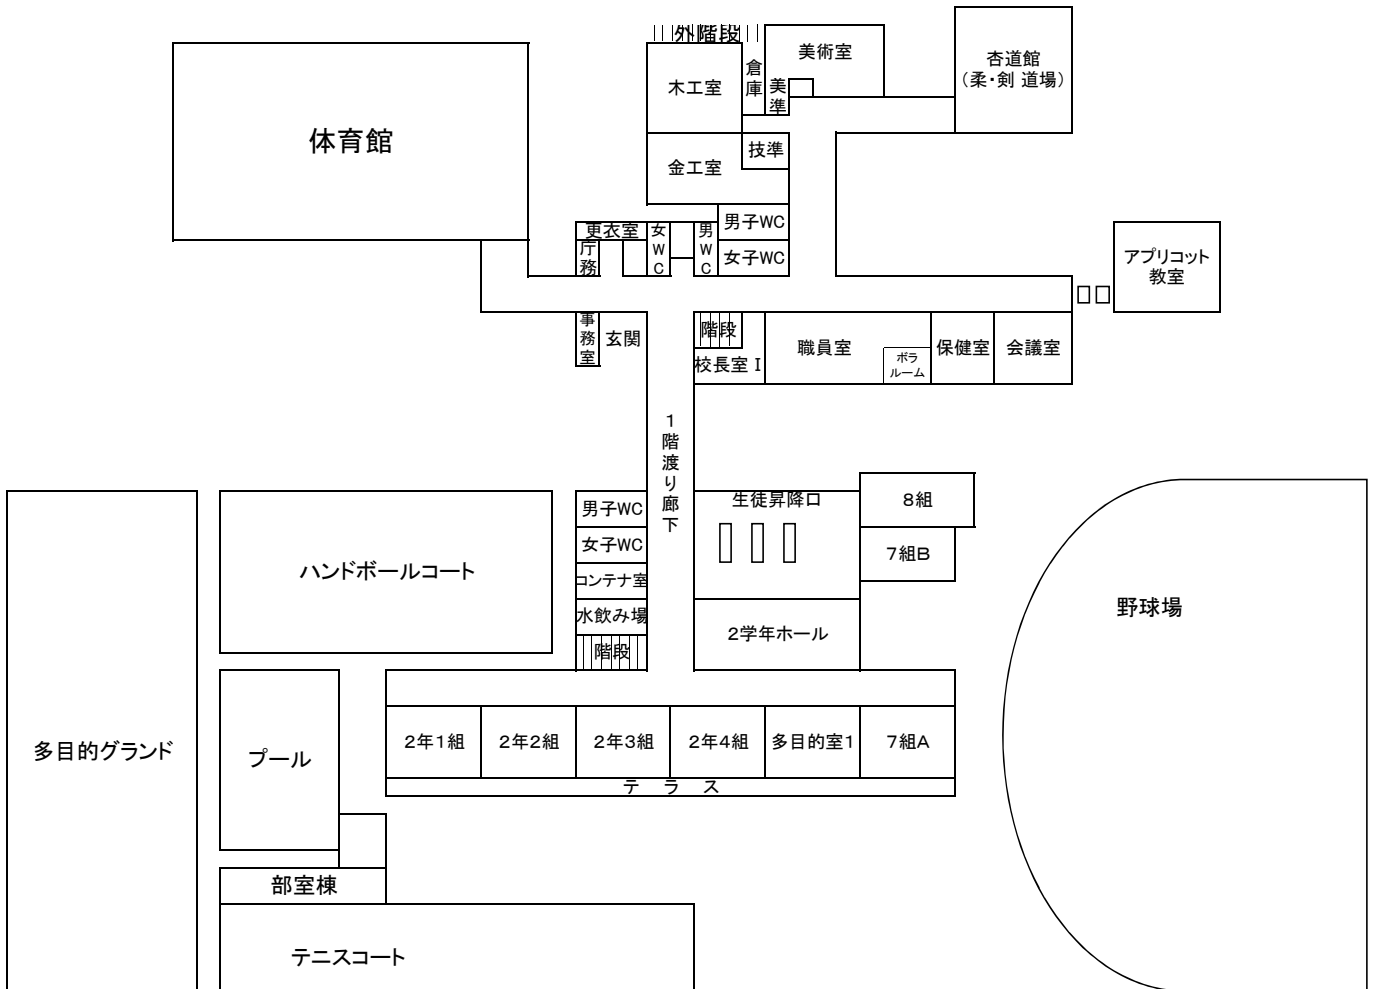 外階段
美術室
杏道館
（柔・剣 道場）
体育館
木工室
倉庫
美準
金工室
技準
更衣室
女WC
男WC
男子WC
女子WC
庁務
アプリコット
教室
事務室
玄関
階段
校長室 I
職員室
ボラ
ルーム
保健室
会議室
1階渡り廊下
男子WC
女子WC
コンテナ室
水飲み場
階段
生徒昇降口
8組
7組B
2学年ホール
ハンドボールコート
野球場
多目的グランド
プール
2年1組
2年2組
2年3組
2年4組
多目的室1
7組A
テ ラ ス
部室棟
テニスコート